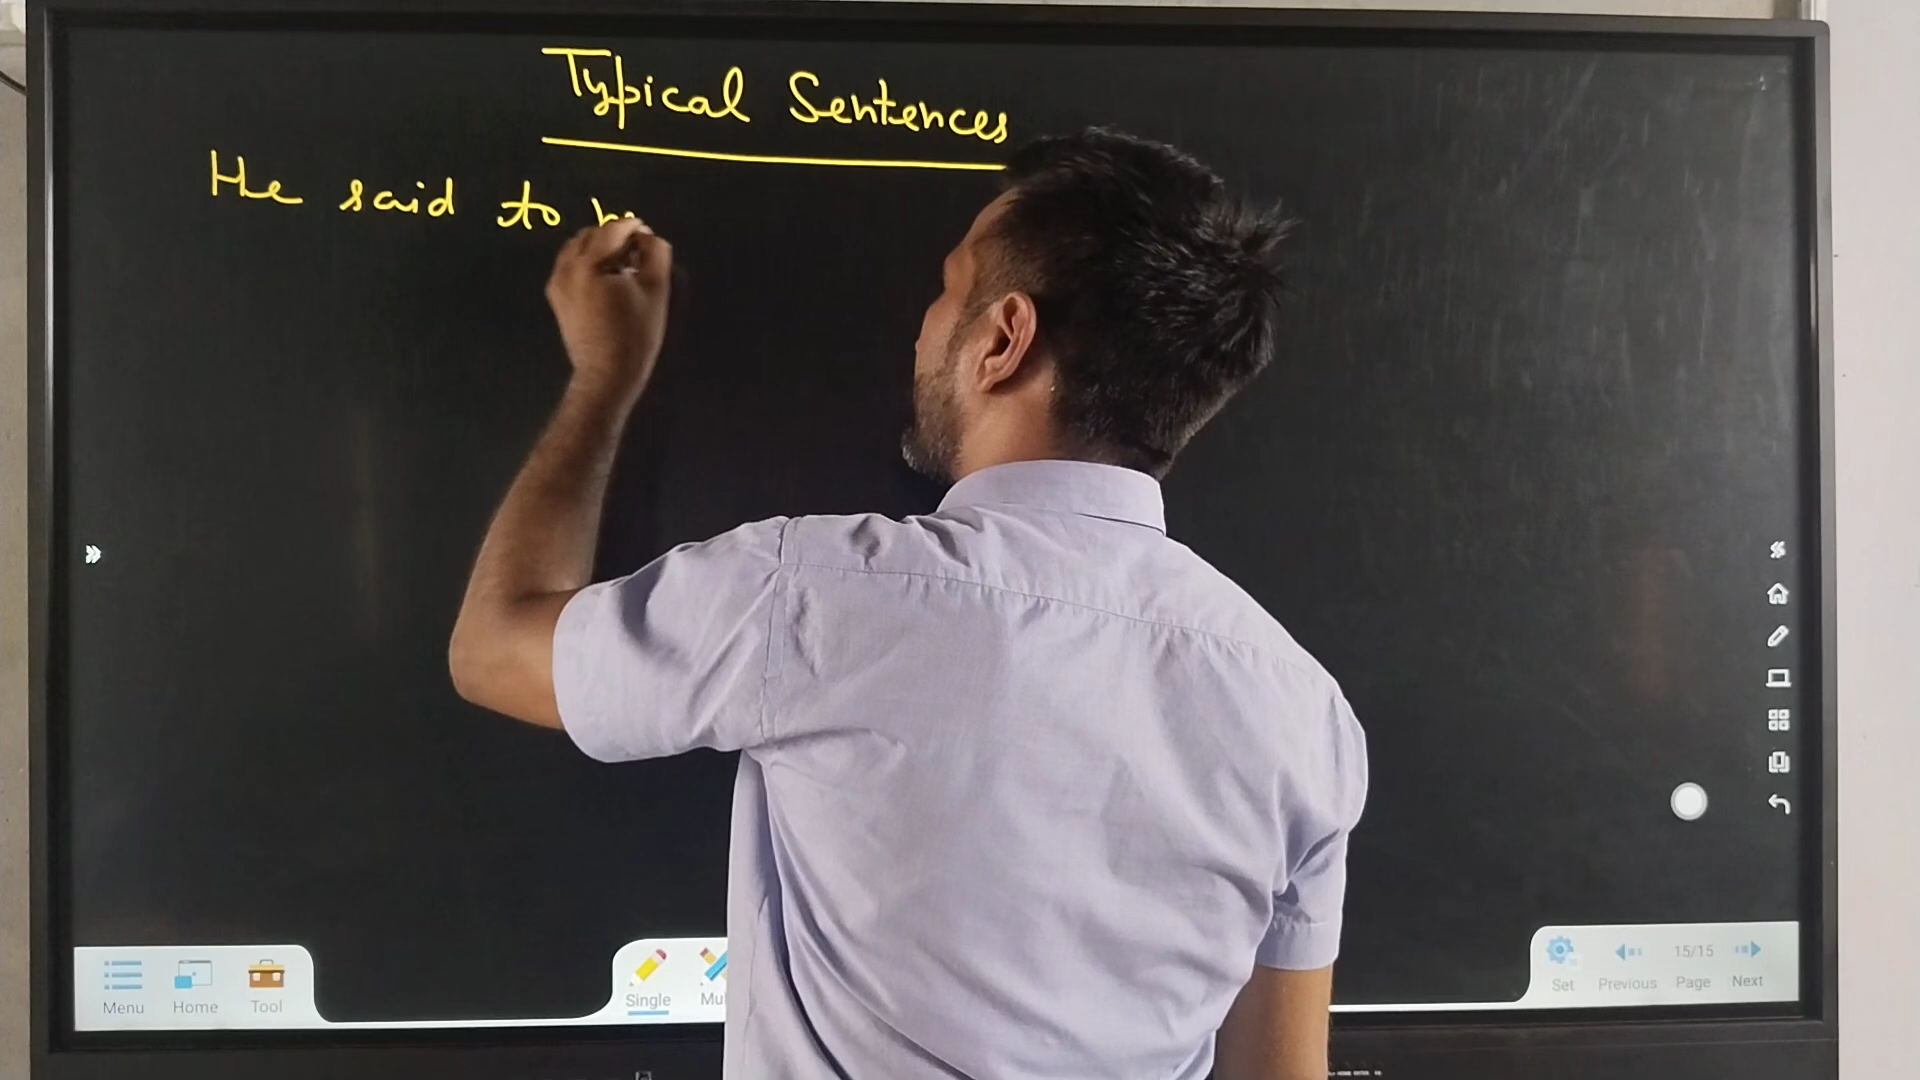 Typical Sentences
He said to
Menu Home Tool
Single
Set Previous 15/15 Page Next